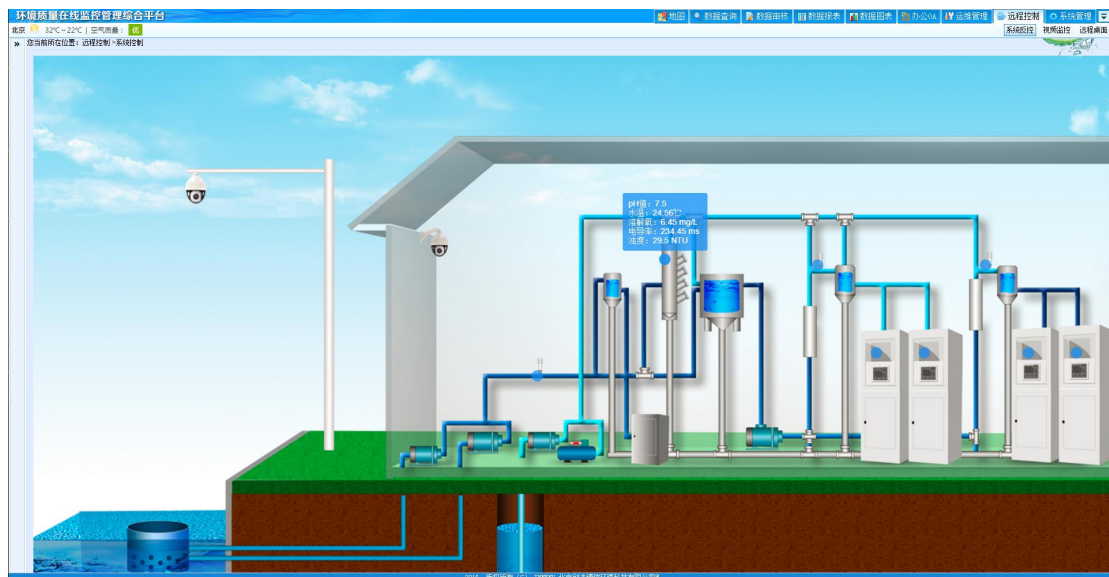 环境质量在线监控管理综合平台
地图 数据查询 数据审核 数据报表 数据图表 办公OA 运维管理 远程控制 系统管理
北京 32℃~22℃ | 空气质量： 优
系统反控 视频监控 远程桌面
» 您当前所在位置：远程控制 >系统控制
pH值：7.5
水温：24.56℃
溶解氧：6.45 mg/L
电导率：234.45 ms
浊度：29.5 NTU